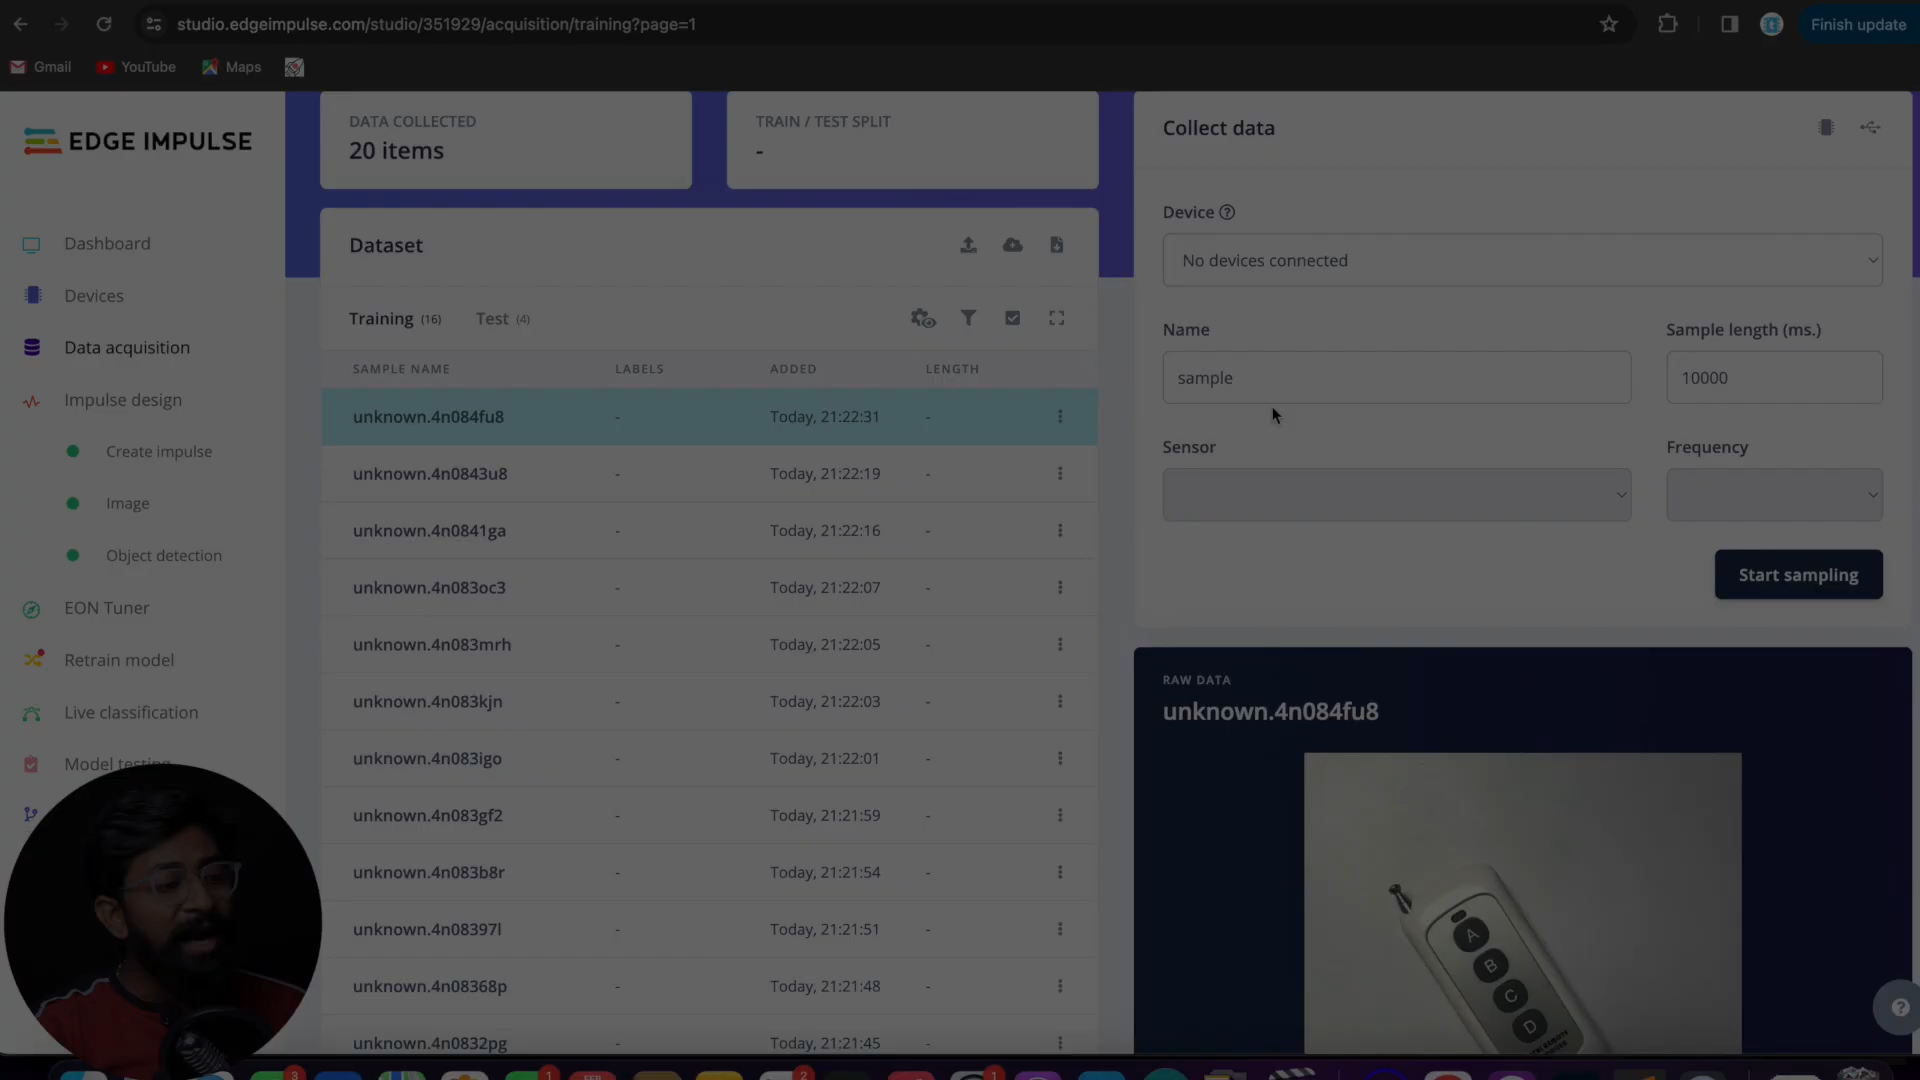 studio.edgeimpulse.com/studio/351929/acquisition/training?page=1
Finish update
Gmail
YouTube
Maps
EDGE IMPULSE
Dashboard
Devices
Data acquisition
Impulse design
Create impulse
Image
Object detection
EON Tuner
Retrain model
Live classification
Model testing
DATA COLLECTED
20 items
TRAIN / TEST SPLIT
-
Dataset
Training (16)
Test (4)
SAMPLE NAME LABELS ADDED LENGTH
unknown.4n084fu8 - Today, 21:22:31 -
unknown.4n0843u8 - Today, 21:22:19 -
unknown.4n0841ga - Today, 21:22:16 -
unknown.4n083oc3 - Today, 21:22:07 -
unknown.4n083mrh - Today, 21:22:05 -
unknown.4n083kjn - Today, 21:22:03 -
unknown.4n083igo - Today, 21:22:01 -
unknown.4n083gf2 - Today, 21:21:59 -
unknown.4n083b8r - Today, 21:21:54 -
unknown.4n08397l - Today, 21:21:51 -
unknown.4n08368p - Today, 21:21:48 -
unknown.4n0832pg - Today, 21:21:45 -
Collect data
Device ?
No devices connected
Name
Sample length (ms.)
sample
10000
Sensor
Frequency
Start sampling
RAW DATA
unknown.4n084fu8
A
B
C
D
?
3
1
2
1